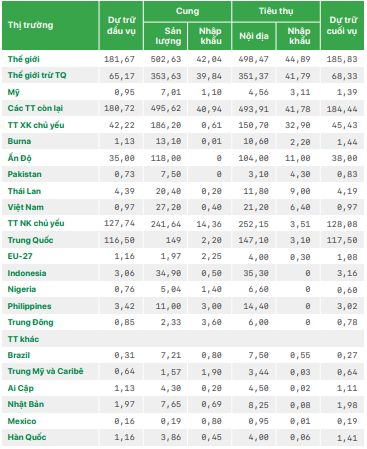 Thị trường Dự trữ đầu vụ Cung Tiêu thụ Dự trữ cuối vụ
Sản lượng Nhập khẩu Nội địa Nhập khẩu
Thế giới 181,67 502,63 42,04 498,47 44,89 185,83
Thế giới trừ TQ 65,17 353,63 39,84 351,37 41,79 68,33
Mỹ 0,95 7,01 1,10 4,56 3,11 1,39
Các TT còn lại 180,72 495,62 40,94 493,91 41,78 184,44
TT XK chủ yếu 42,22 186,20 0,61 150,70 32,90 45,43
Burna 1,13 13,10 0,01 10,60 2,20 1,44
Ấn Độ 35,00 118,00 0 104,00 11,00 38,00
Pakistan 0,73 7,50 0 3,10 4,30 0,83
Thái Lan 4,39 20,40 0,20 11,80 9,00 4,19
Việt Nam 0,97 27,20 0,40 21,20 6,40 0,97
TT NK chủ yếu 127,74 241,64 14,36 252,15 3,51 128,08
Trung Quốc 116,50 149 2,20 147,10 3,10 117,50
EU-27 1,16 1,97 2,25 4,00 0,30 1,08
Indonesia 3,06 34,90 0,50 35,30 0 3,16
Nigeria 0,76 5,04 1,40 6,60 0 0,60
Philippines 3,42 11,00 3,00 14,40 0 3,02
Trung Đông 0,85 2,33 3,60 6,00 0 0,78
TT khác
Brazil 0,31 7,21 0,80 7,50 0,55 0,27
Trung Mỹ và Caribê 0,64 1,57 1,90 3,44 0,03 0,64
Ai Cập 1,13 4,30 0,20 4,50 0,02 1,11
Nhật Bản 1,97 7,65 0,69 8,25 0,08 1,98
Mexico 0,16 0,19 0,80 0,95 0,01 0,19
Hàn Quốc 1,16 3,86 0,45 4,00 0,06 1,41